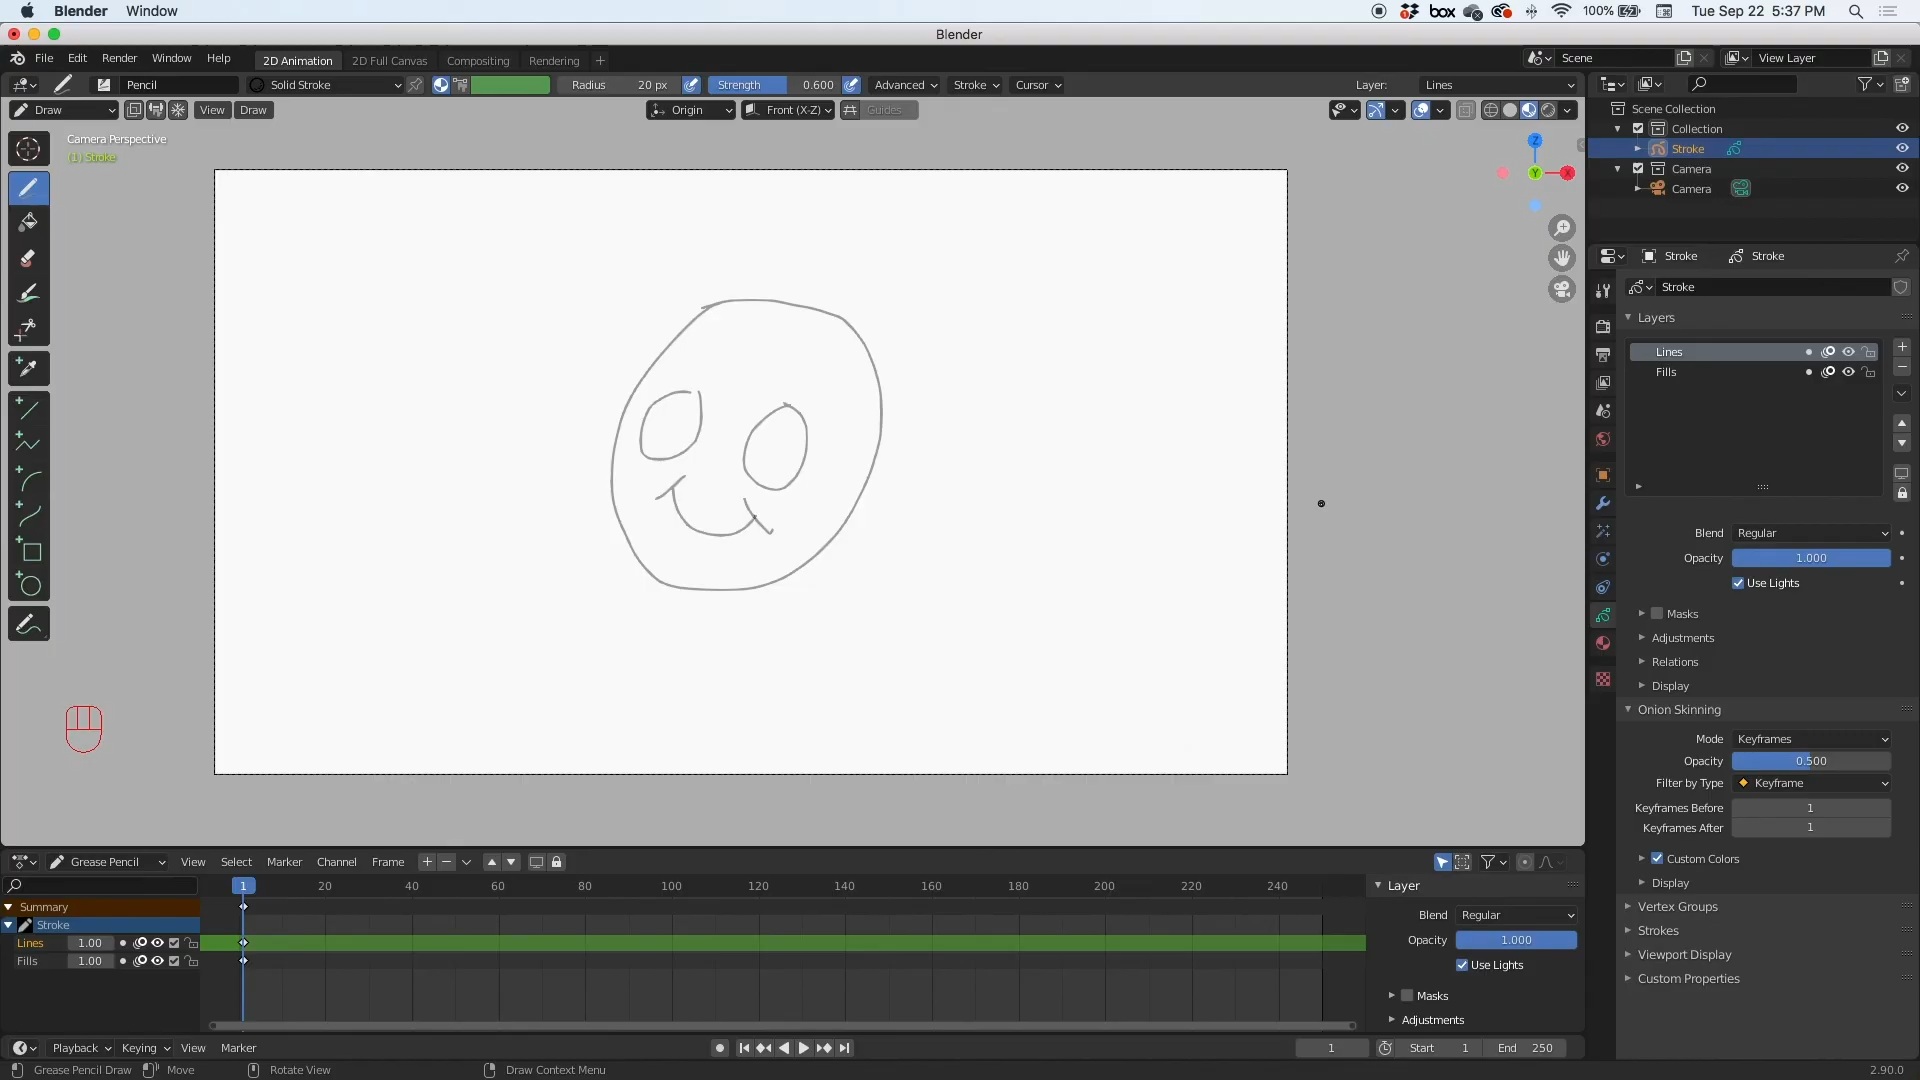 Blender Window 100% Tue Sep 22 5:37 PM
Blender
File Edit Render Window Help 2D Animation 2D Full Canvas Compositing Rendering + Scene View Layer
Pencil Solid Stroke Radius 20 px Strength 0.600 Advanced Stroke Cursor Layer: Lines
Draw View Draw Origin Front (X-Z) Guides
Camera Perspective
(1) Stroke
Z
Y
X
Scene Collection
Collection
Stroke
Camera
Camera
Stroke Stroke
Stroke
Layers
Lines
Fills
Blend Regular
Opacity 1.000
Use Lights
Masks
Adjustments
Relations
Display
Onion Skinning
Mode Keyframes
Opacity 0.500
Filter by Type Keyframe
Keyframes Before 1
Keyframes After 1
Custom Colors
Display
Vertex Groups
Strokes
Viewport Display
Custom Properties
Grease Pencil View Select Marker Channel Frame
1 20 40 60 80 100 120 140 160 180 200 220 240
Summary
Stroke
Lines 1.00
Fills 1.00
Layer
Blend Regular
Opacity 1.000
Use Lights
Masks
Adjustments
Playback Keying View Marker 1 Start 1 End 250
Grease Pencil Draw Move Rotate View Draw Context Menu 2.90.0